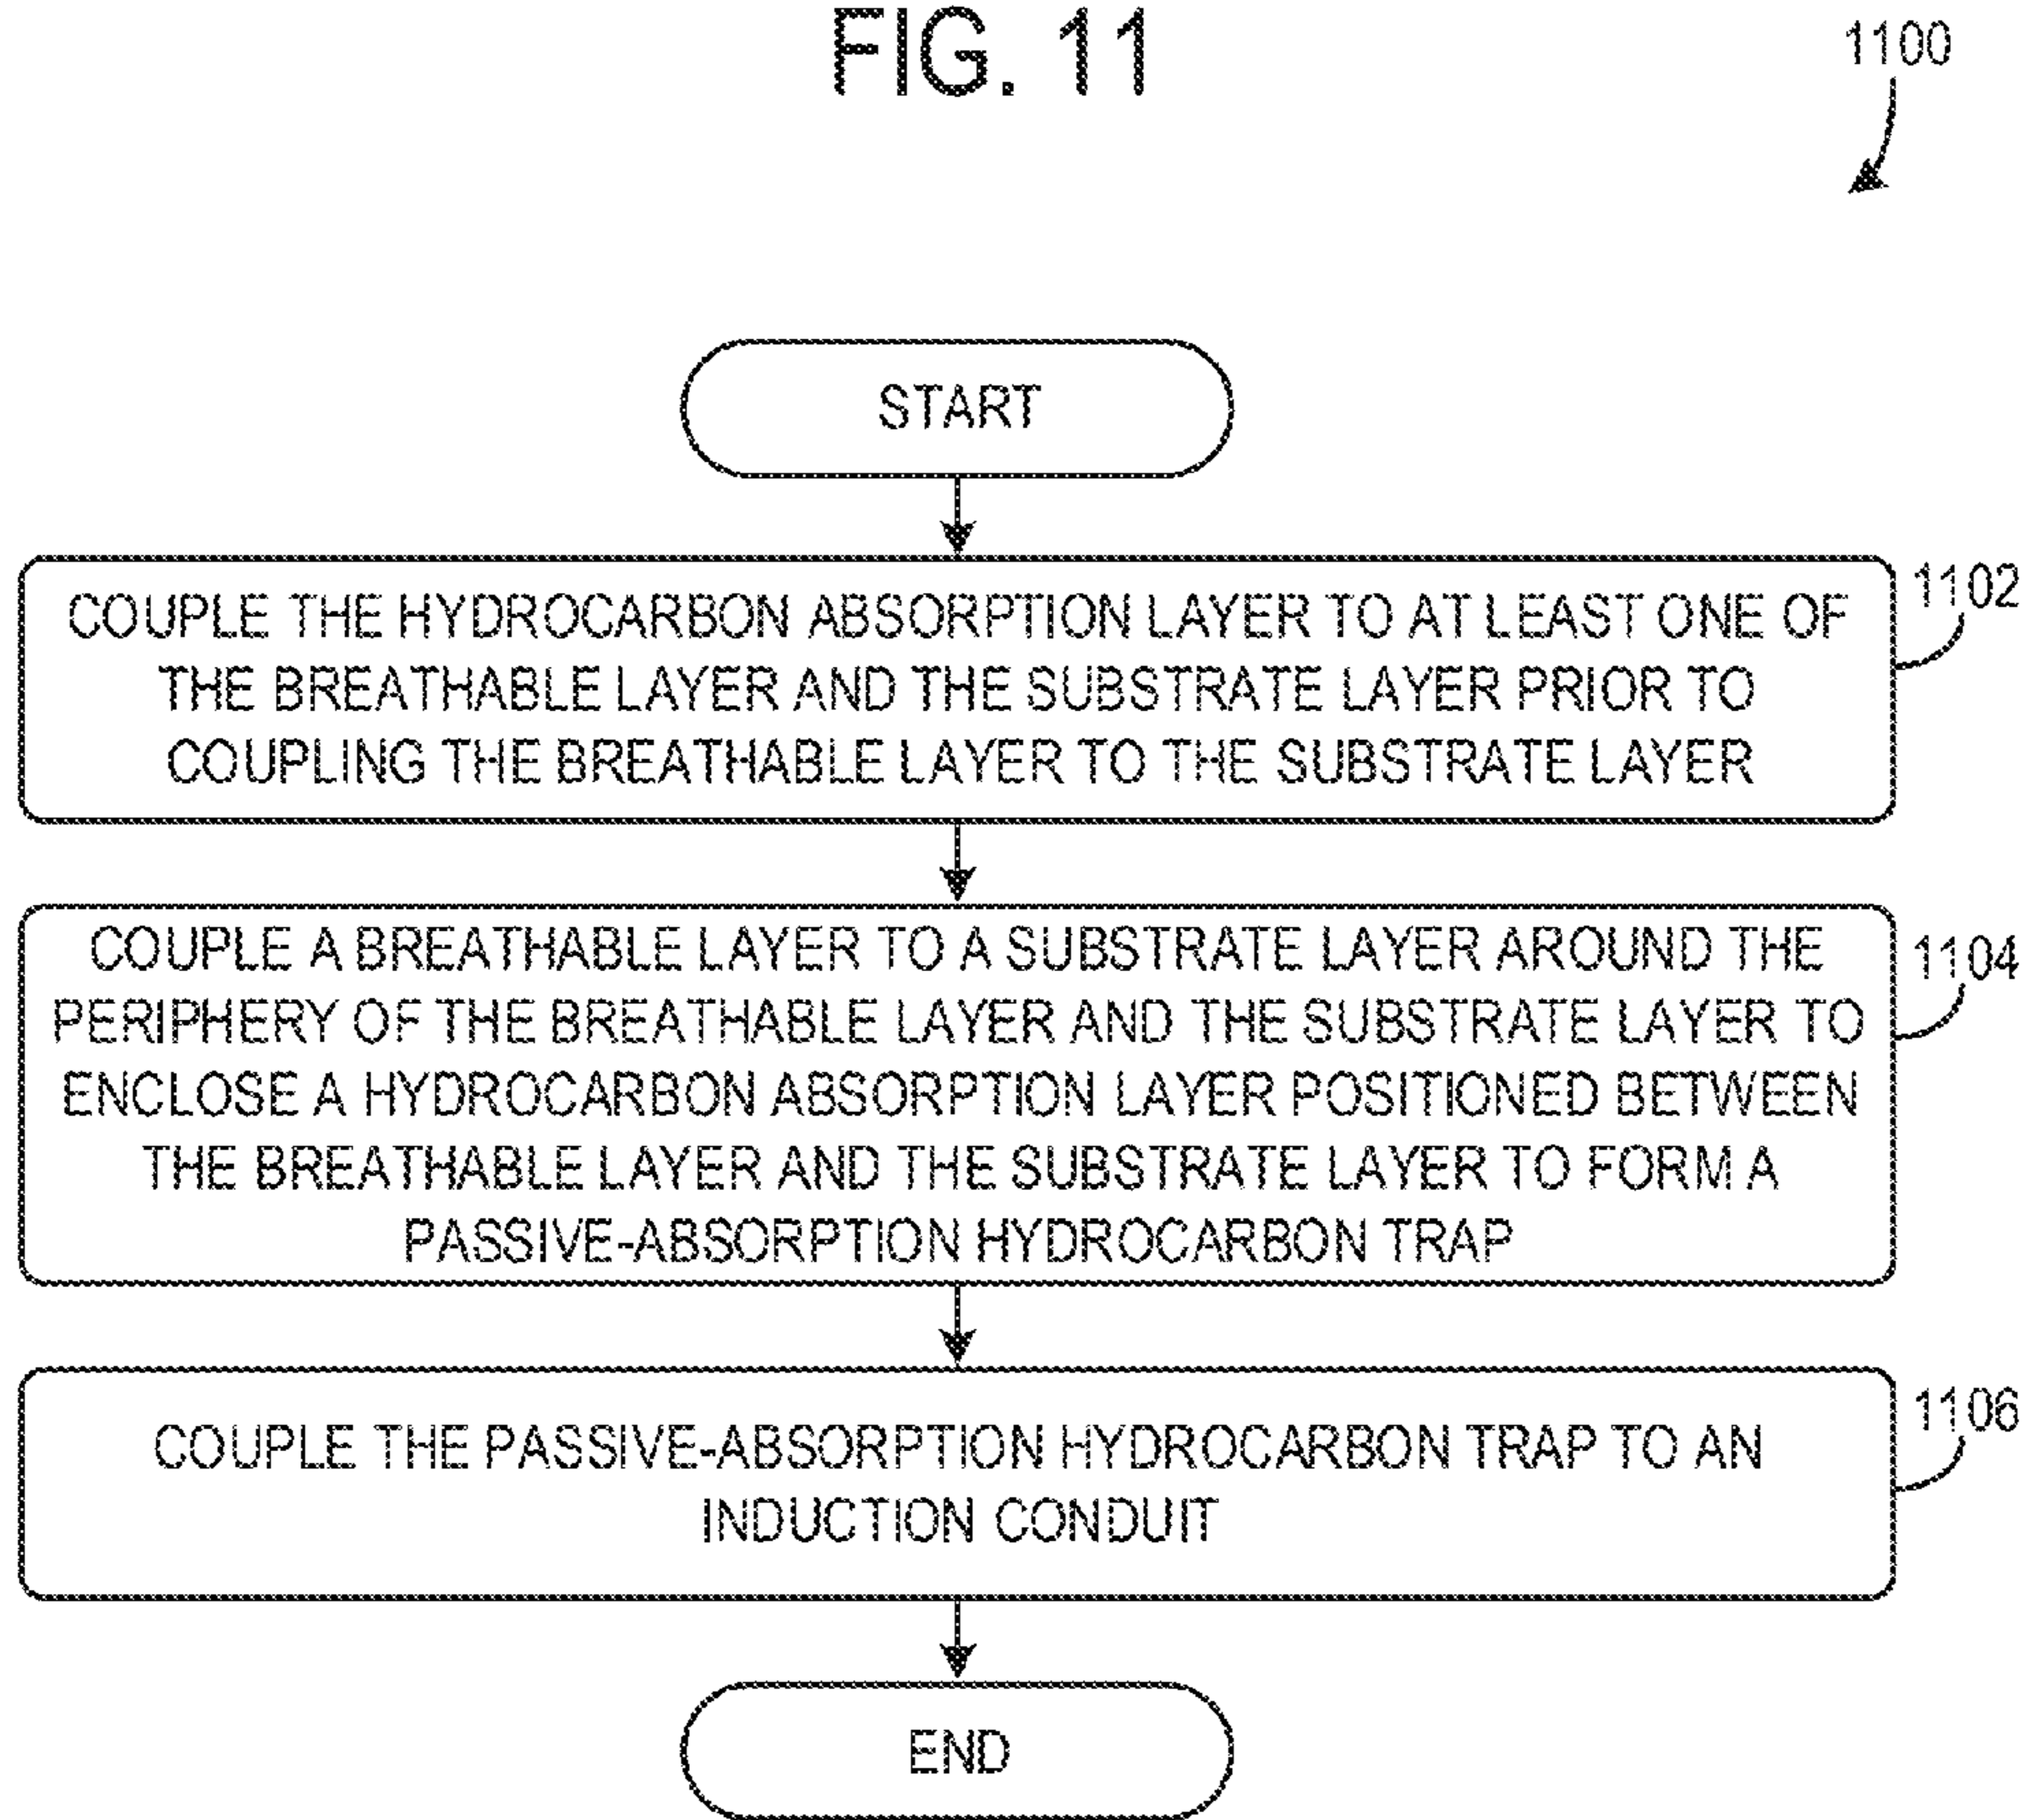 FIG. 11
1100
START
COUPLE THE HYDROCARBON ABSORPTION LAYER TO AT LEAST ONE OF
THE BREATHABLE LAYER AND THE SUBSTRATE LAYER PRIOR TO
COUPLING THE BREATHABLE LAYER TO THE SUBSTRATE LAYER
1102
COUPLE A BREATHABLE LAYER TO A SUBSTRATE LAYER AROUND THE
PERIPHERY OF THE BREATHABLE LAYER AND THE SUBSTRATE LAYER TO
ENCLOSE A HYDROCARBON ABSORPTION LAYER POSITIONED BETWEEN
THE BREATHABLE LAYER AND THE SUBSTRATE LAYER TO FORM A
PASSIVE-ABSORPTION HYDROCARBON TRAP
1104
COUPLE THE PASSIVE-ABSORPTION HYDROCARBON TRAP TO AN
INDUCTION CONDUIT
1106
END